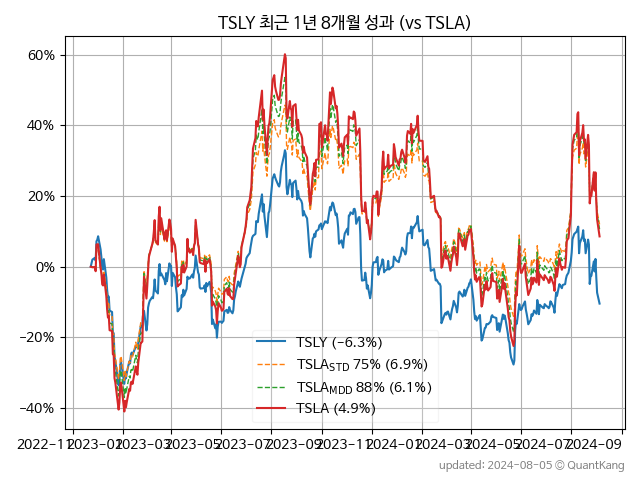 TSLY 최근 1년 8개월 성과 (vs TSLA)
60%
40%
20%
0%
−20%
−40%
TSLY (−6.3%)
TSLA_STD 75% (6.9%)
TSLA_MDD 88% (6.1%)
TSLA (4.9%)
2022−11 2023−01 2023−03 2023−05 2023−07 2023−09 2023−11 2024−01 2024−03 2024−05 2024−07 2024−09
updated: 2024-08-05 © QuantKang